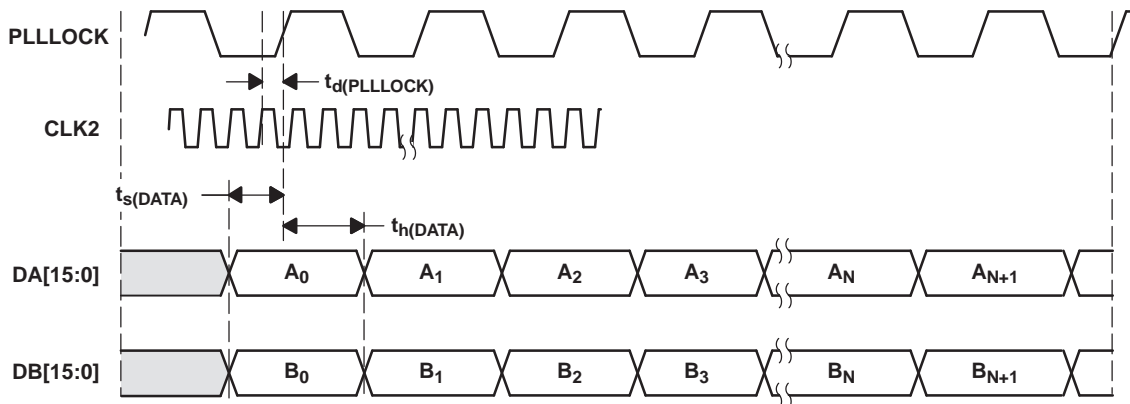 PLLLOCK
td(PLLLOCK)
CLK2
ts(DATA)
th(DATA)
DA[15:0] A0 A1 A2 A3 AN AN+1
DB[15:0] B0 B1 B2 B3 BN BN+1